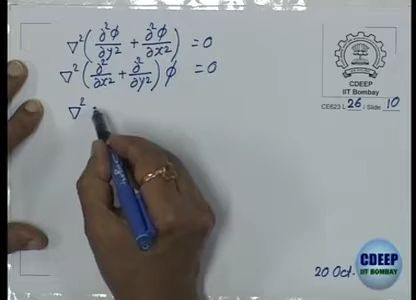 ∇² ( ∂²φ/∂y² + ∂²φ/∂x² ) = 0
∇² ( ∂²/∂x² + ∂²/∂y² ) φ = 0
∇²
CDEEP
IIT Bombay
CE623 L 26 / Slide 10
20 Oct.
CDEEP
IIT BOMBAY